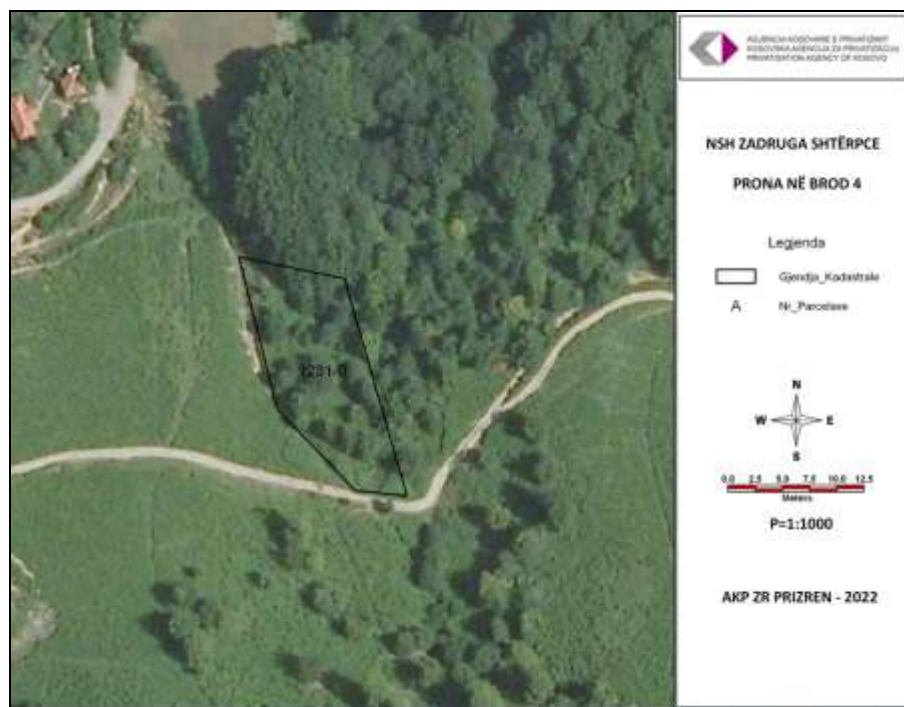 AGJENCIA KOSOVARE E PRIVATIZIMIT
KOSOVSKA AGENCIJA ZA PRIVATIZACIJU
PRIVATISATION AGENCY OF KOSOVO
NSH ZADRUGA SHTËRPCE
PRONA NË BROD 4
Legjenda
Gjendja_Kadastrale
A Nr_Parceleve
N
W E
S
0.0 2.5 5.0 7.5 10.0 12.5
Meters
P=1:1000
AKP ZR PRIZREN - 2022